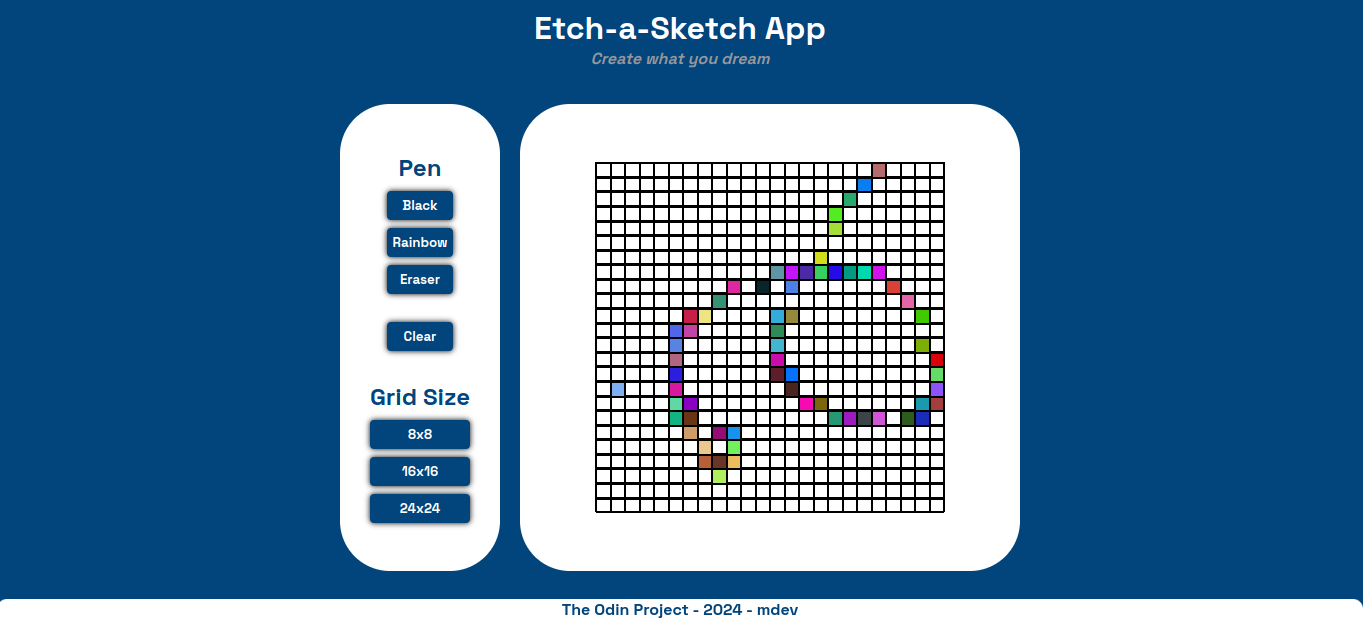 Etch-a-Sketch App
Create what you dream
Pen
Black
Rainbow
Eraser
Clear
Grid Size
8x8
16x16
24x24
The Odin Project - 2024 - mdev